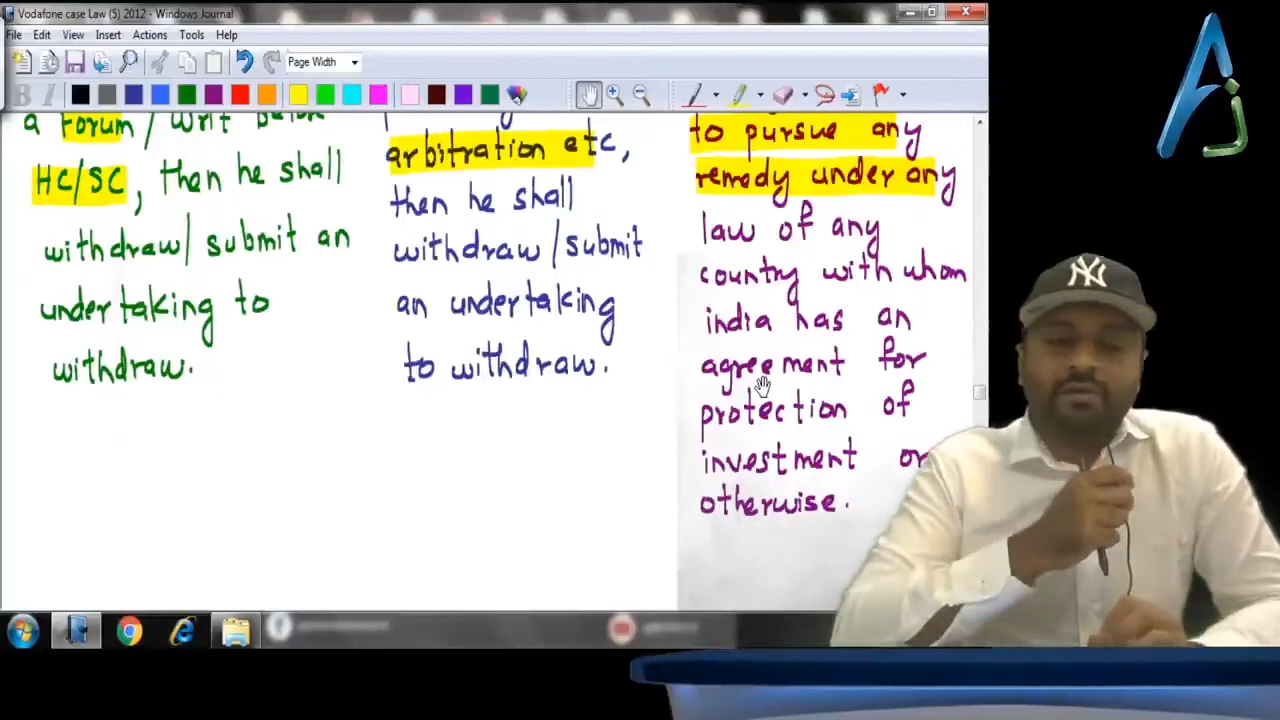 Vodafone case Law (5) 2012 - Windows Journal
File Edit View Insert Actions Tools Help
Page Width
B I
a Forum/ Writ before
HC/SC, then he shall
withdraw/ submit an
undertaking to
withdraw.
arbitration etc,
then he shall
withdraw/submit
an undertaking
to withdraw.
to pursue any
remedy under any
law of any
country with whom
india has an
agreement for
protection of
investment or
otherwise.
NY
AJ